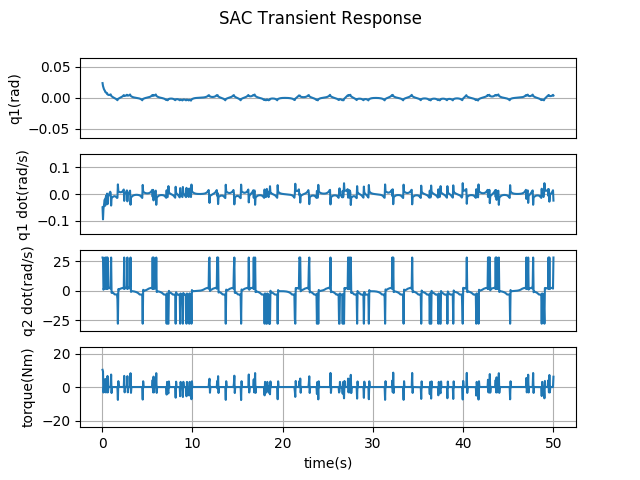 SAC Transient Response
q1(rad)
0.05
0.00
−0.05
q1 dot(rad/s)
0.1
0.0
−0.1
q2 dot(rad/s)
25
0
−25
torque(Nm)
20
0
−20
0 10 20 30 40 50
time(s)